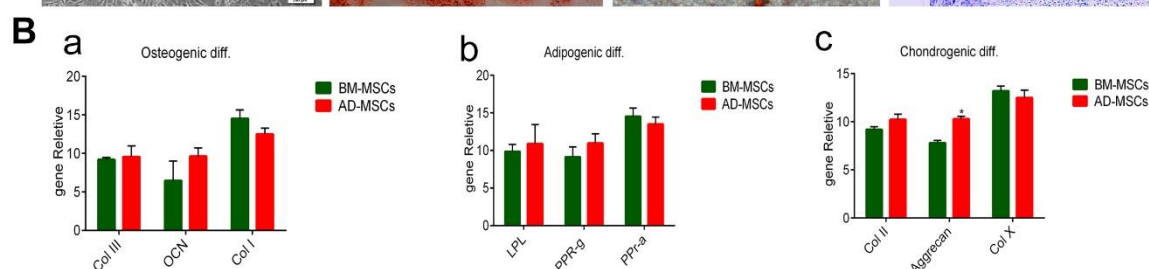 B
a
Osteogenic diff.
20
15
10
5
0
gene Reletive
Col III
OCN
Col I
BM-MSCs
AD-MSCs
b
Adipogenic diff.
20
15
10
5
0
gene Reletive
LPL
PPR-g
PPr-a
BM-MSCs
AD-MSCs
c
Chondrogenic diff.
15
10
5
0
gene Reletive
*
Col II
Aggrecan
Col X
BM-MSCs
AD-MSCs